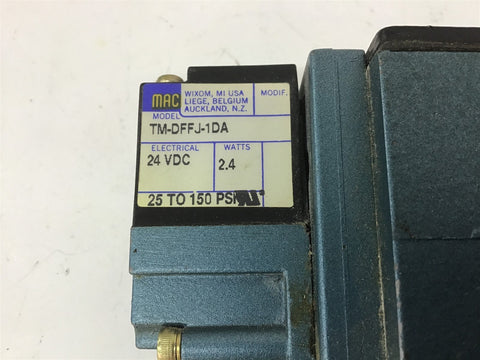 MAC
WIXOM, MI USA
LIEGE, BELGIUM
AUCKLAND, N.Z.
MODIF.
MODEL
TM-DFFJ-1DA
ELECTRICAL
24 VDC
WATTS
2.4
25 TO 150 PSI